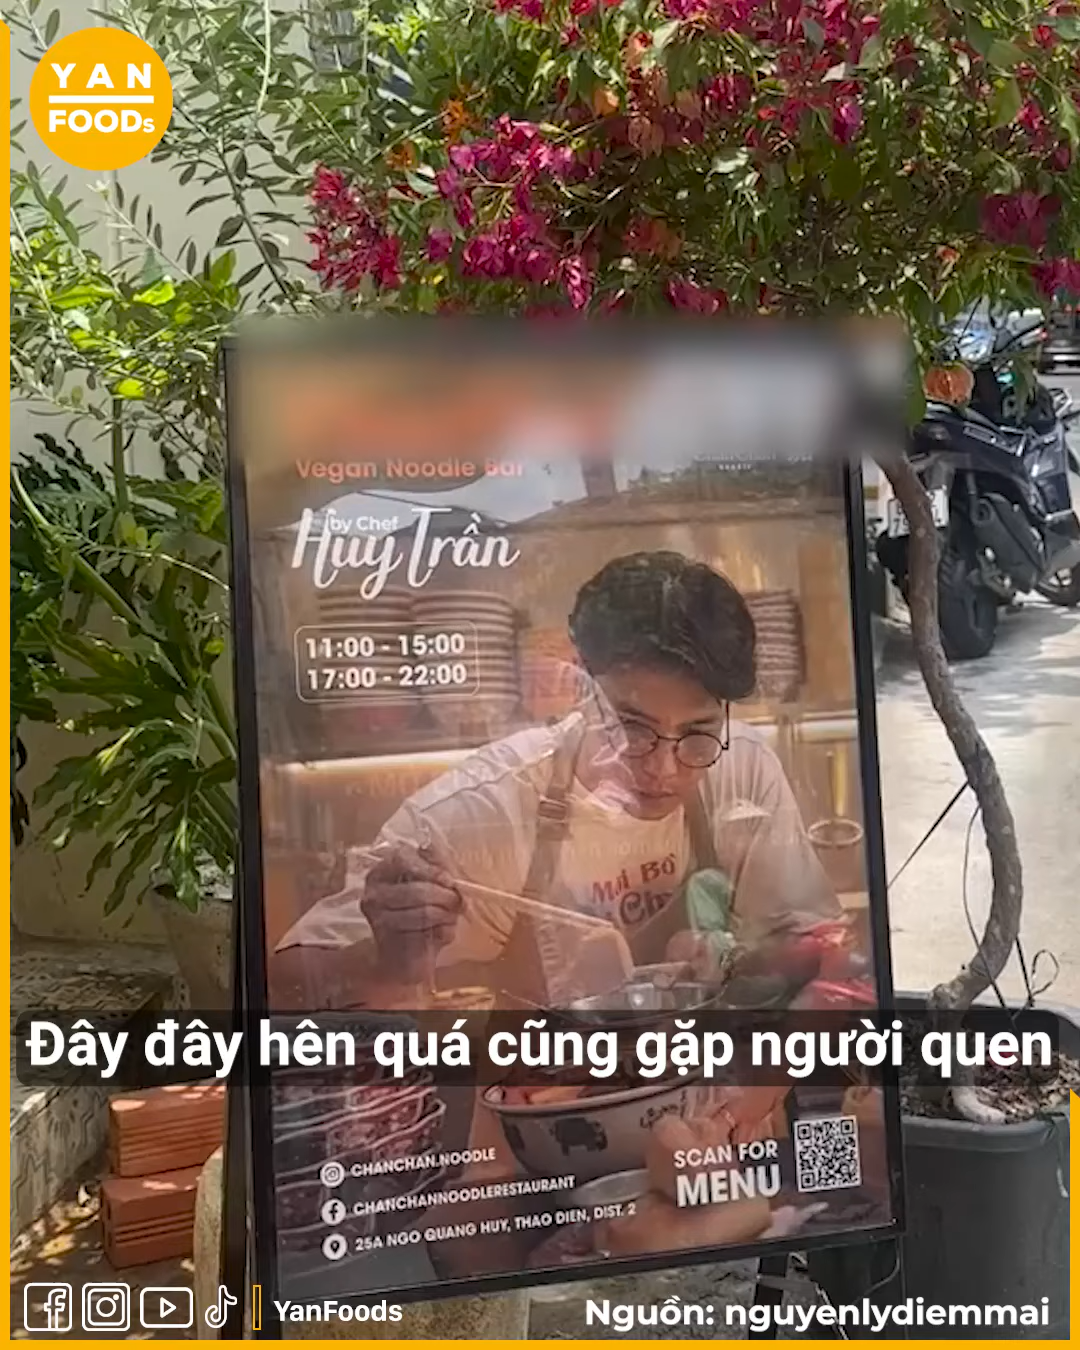 YAN
FOODs
Vegan Noodle Bar
by Chef
Huy Trần
11:00 - 15:00
17:00 - 22:00
Đây đây hên quá cũng gặp người quen
CHANCHAN.NOODLE
CHANCHANNOODLERESTAURANT
25A NGO QUANG HUY, THAO DIEN, DIST. 2
SCAN FOR
MENU
YanFoods
Nguồn: nguyenlydiemmai